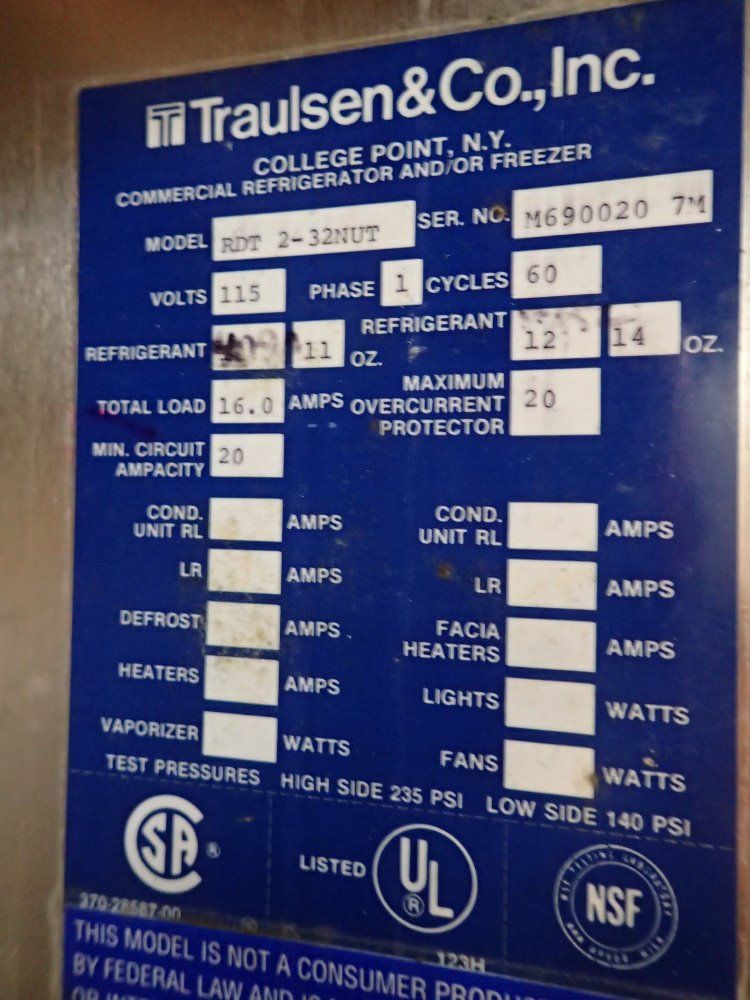 Traulsen & Co., Inc.
COLLEGE POINT, N.Y.
COMMERCIAL REFRIGERATOR AND/OR FREEZER
MODEL RDT 2-32NUT SER. NO. M690020 7M
VOLTS 115 PHASE 1 CYCLES 60
REFRIGERANT 11 OZ. REFRIGERANT 12 14 OZ.
TOTAL LOAD 16.0 AMPS MAXIMUM OVERCURRENT PROTECTOR 20
MIN. CIRCUIT AMPACITY 20
COND. UNIT RL AMPS COND. UNIT RL AMPS
LR AMPS LR AMPS
DEFROST AMPS. FACIA HEATERS AMPS
HEATERS AMPS LIGHTS WATTS
VAPORIZER WATTS FANS WATTS
TEST PRESSURES HIGH SIDE 235 PSI LOW SIDE 140 PSI
SA ® LISTED UL ® NSF
370-28587-00 123H
THIS MODEL IS NOT A CONSUMER
BY FEDERAL LAW AND